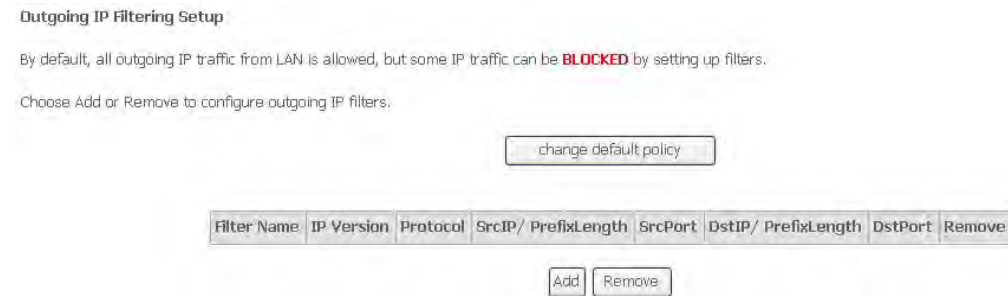 Outgoing IP Filtering Setup
By default, all outgoing IP traffic from LAN is allowed, but some IP traffic can be BLOCKED by setting up filters.
Choose Add or Remove to configure outgoing IP filters.
change default policy
Filter Name IP Version Protocol SrcIP/ PrefixLength SrcPort DstIP/ PrefixLength DstPort Remove
Add Remove